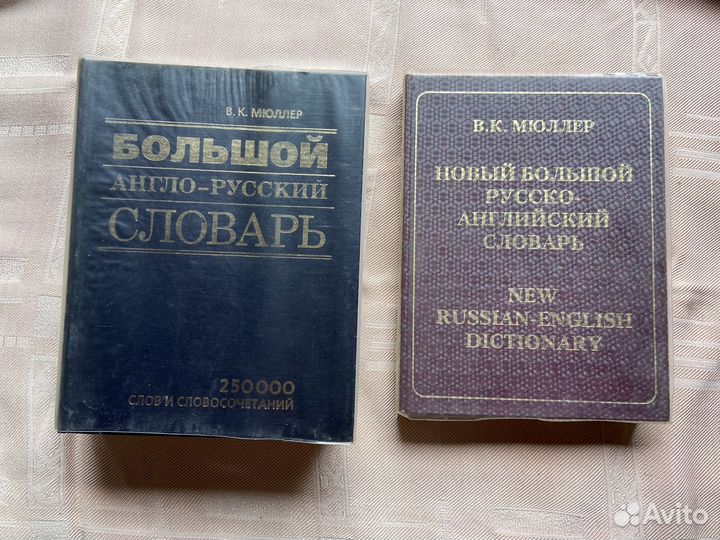 В. К. МЮЛЛЕР
БОЛЬШОЙ
АНГЛО-РУССКИЙ
СЛОВАРЬ
250000
СЛОВ И СЛОВОСОЧЕТАНИЙ
В.К. МЮЛЛЕР
НОВЫЙ БОЛЬШОЙ
РУССКО-
АНГЛИЙСКИЙ
СЛОВАРЬ
NEW
RUSSIAN-ENGLISH
DICTIONARY
Avito